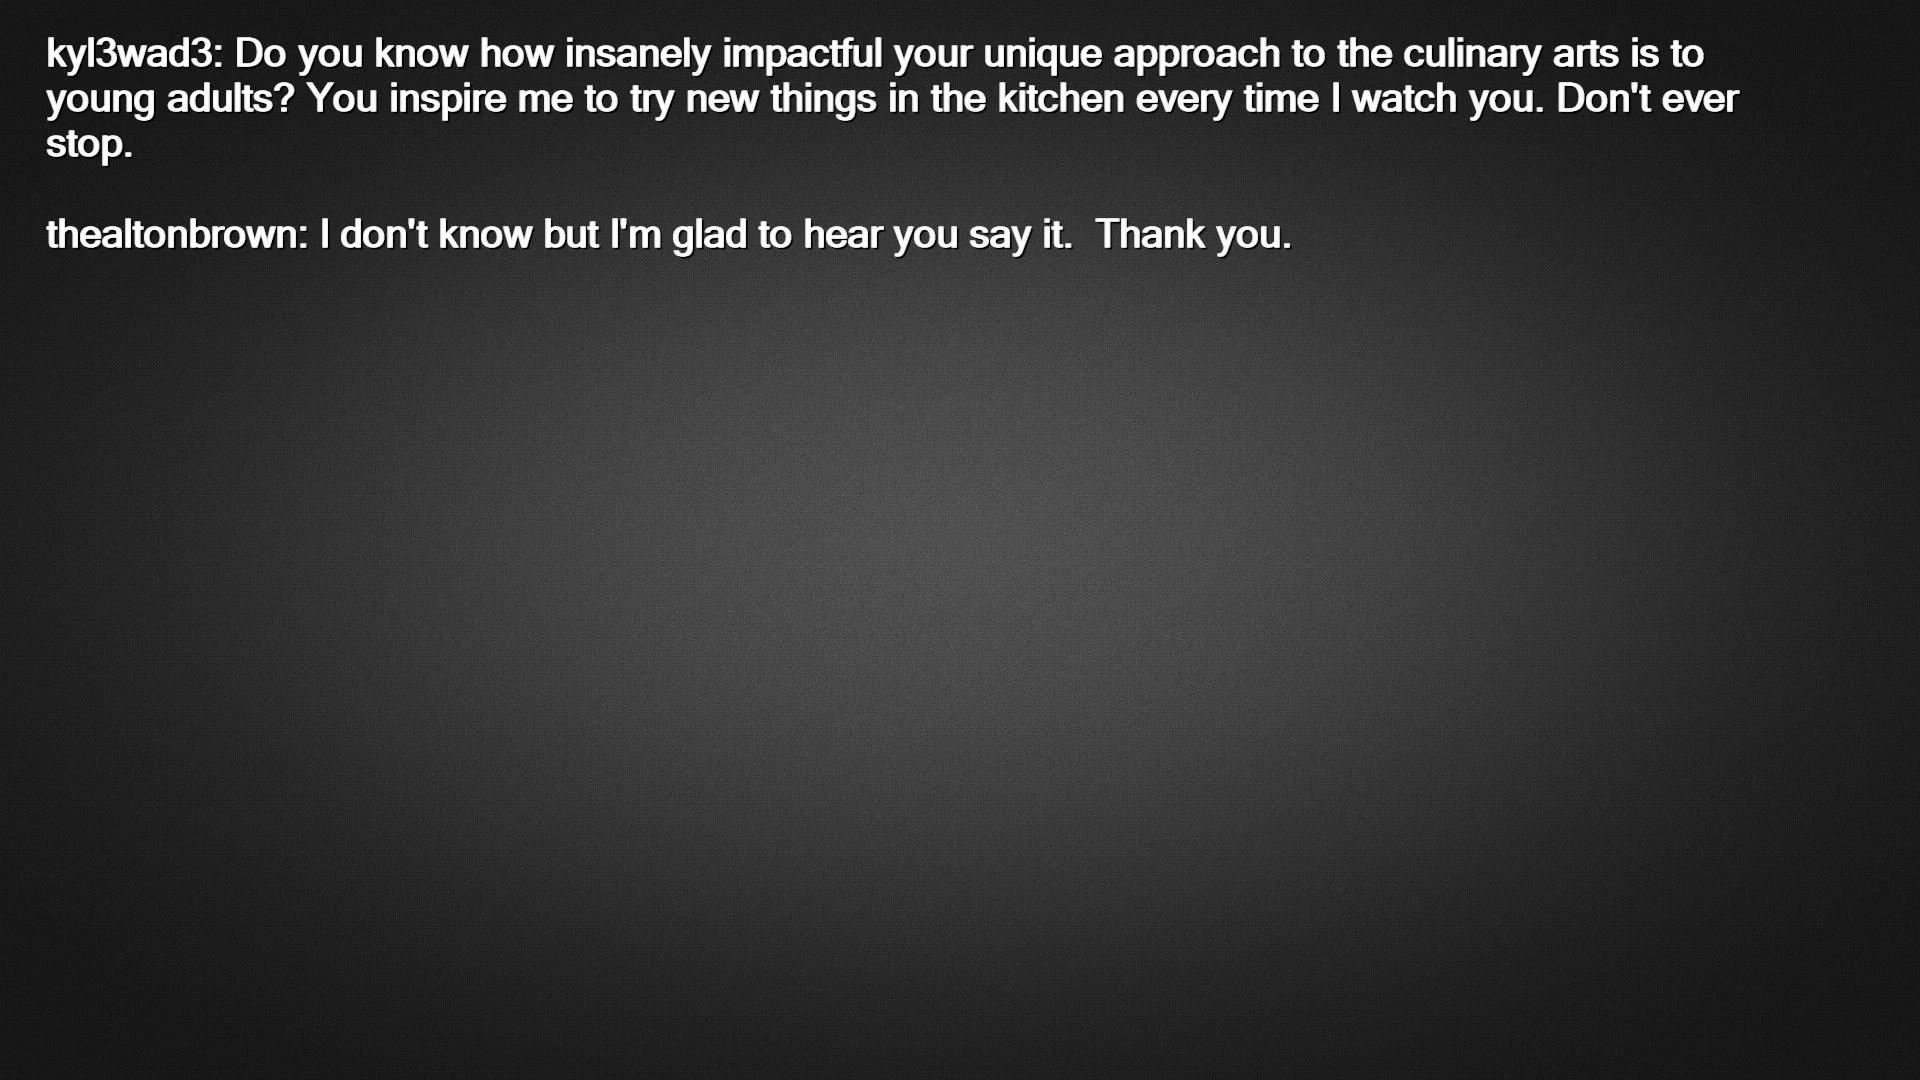 kyl3wad3: Do you know how insanely impactful your unique approach to the culinary arts is to
young adults? You inspire me to try new things in the kitchen every time I watch you. Don't ever
stop.
thealtonbrown: I don't know but I'm glad to hear you say it.  Thank you.